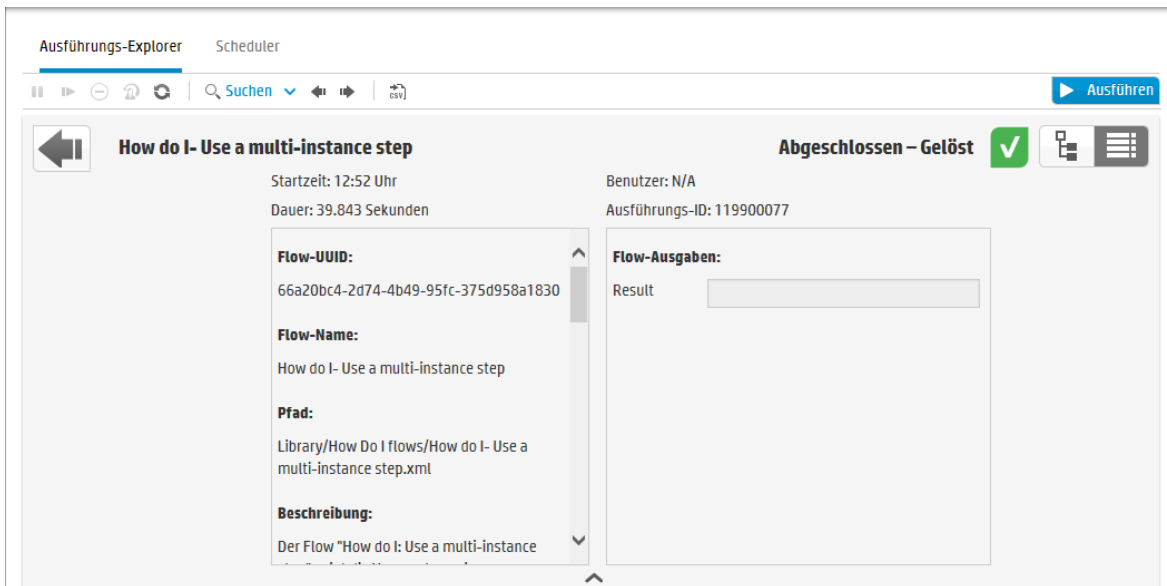 Ausführungs-Explorer Scheduler
Suchen CSV Ausführen
How do I- Use a multi-instance step Abgeschlossen – Gelöst
Startzeit: 12:52 Uhr Benutzer: N/A
Dauer: 39.843 Sekunden Ausführungs-ID: 119900077
Flow-UUID:
66a20bc4-2d74-4b49-95fc-375d958a1830
Flow-Name:
How do I- Use a multi-instance step
Pfad:
Library/How Do I flows/How do I- Use a
multi-instance step.xml
Beschreibung:
Der Flow "How do I: Use a multi-instance
Flow-Ausgaben:
Result